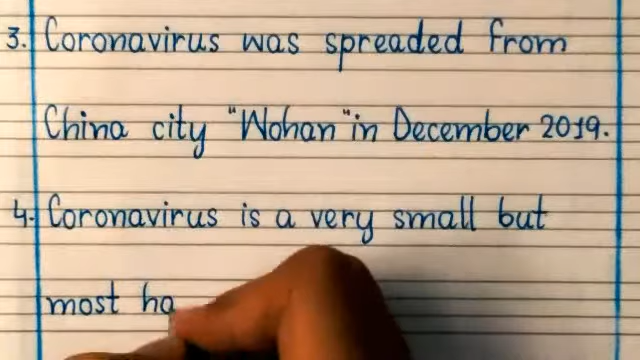 3. Coronavirus was spreaded from
China city "Wohan" in December 2019.
4. Coronavirus is a very small but
most ha